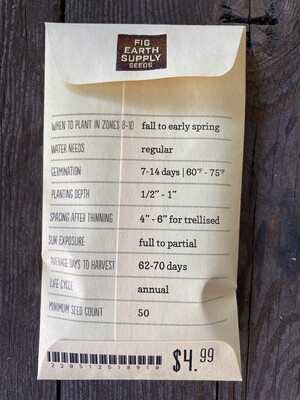 FIG
EARTH
SUPPLY
SEEDS
WHEN TO PLANT IN ZONES 8-10 fall to early spring
WATER NEEDS regular
GERMINATION 7-14 days | 60°F - 75°F
PLANTING DEPTH 1/2" - 1"
SPACING AFTER THINNING 4" - 6" for trellised
SUN EXPOSURE full to partial
AVERAGE DAYS TO HARVEST 62-70 days
LIFE CYCLE annual
MINIMUM SEED COUNT 50
$4.99